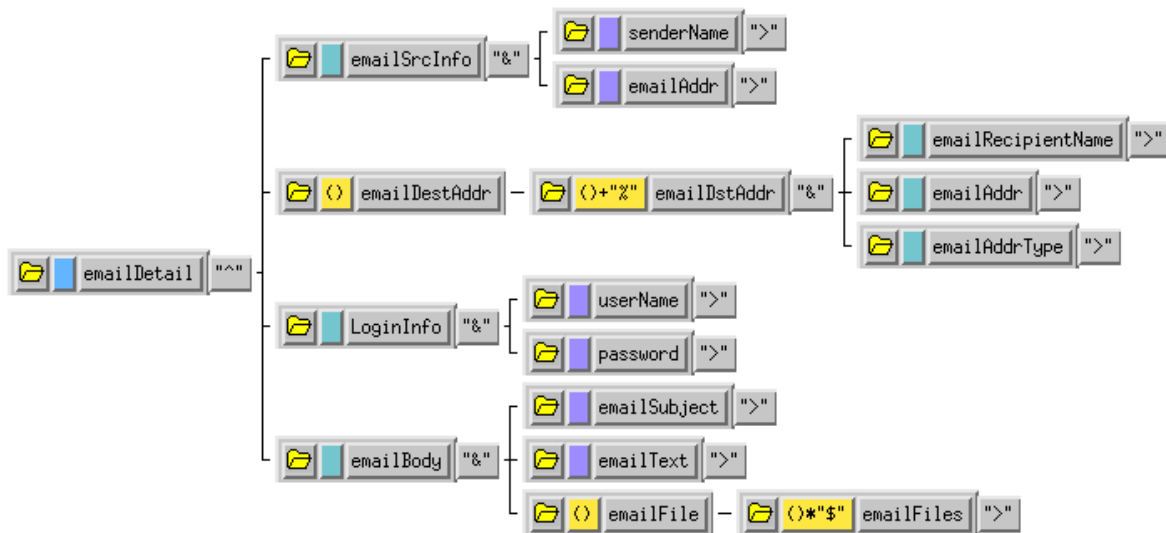 senderName ">"
emailSrcInfo "&"
emailAddr ">"
emailRecipientName ">"
() emailDestAddr ()+"%" emailDstAddr "&" emailAddr ">"
emailAddrType ">"
emailDetail "^"
userName ">"
LoginInfo "&"
password ">"
emailSubject ">"
emailBody "&" emailText ">"
() emailFile ()*"$" emailFiles ">"